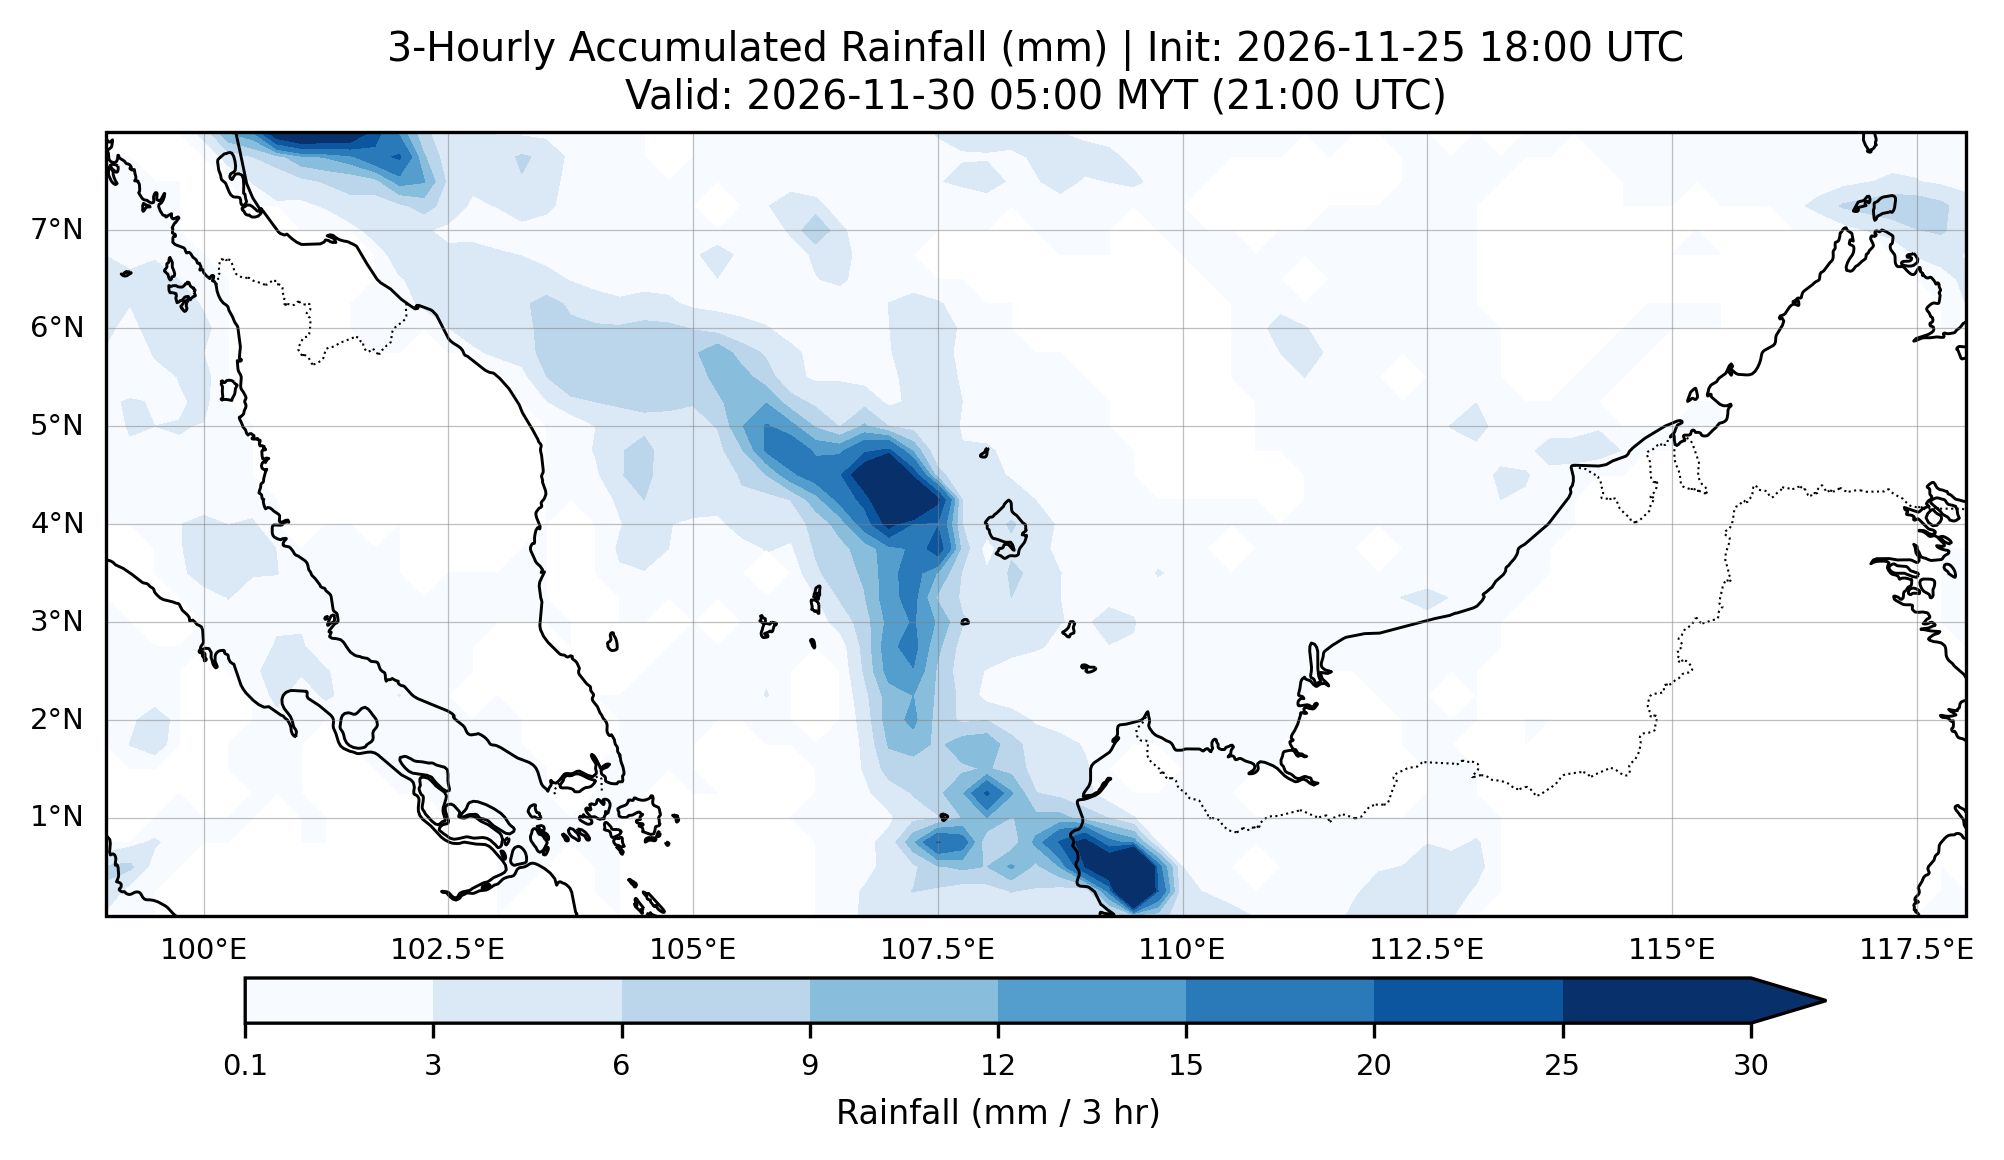 3-Hourly Accumulated Rainfall (mm) | Init: 2026-11-25 18:00 UTC
Valid: 2026-11-30 05:00 MYT (21:00 UTC)
7°N
6°N
5°N
4°N
3°N
2°N
1°N
100°E 102.5°E 105°E 107.5°E 110°E 112.5°E 115°E 117.5°E
0.1 3 6 9 12 15 20 25 30
Rainfall (mm / 3 hr)